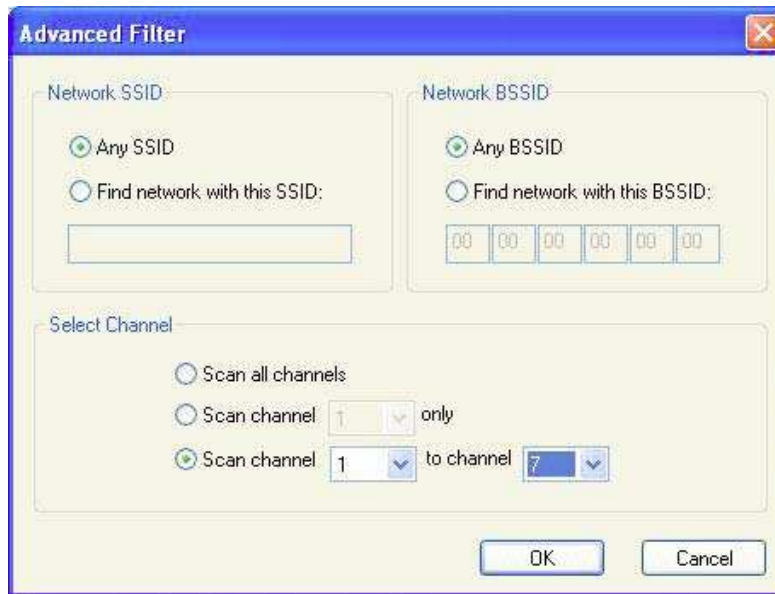 Advanced Filter
Network SSID
Any SSID
Find network with this SSID:
Network BSSID
Any BSSID
Find network with this BSSID:
00 00 00 00 00 00
Select Channel
Scan all channels
Scan channel 1 only
Scan channel 1 to channel 7
OK Cancel